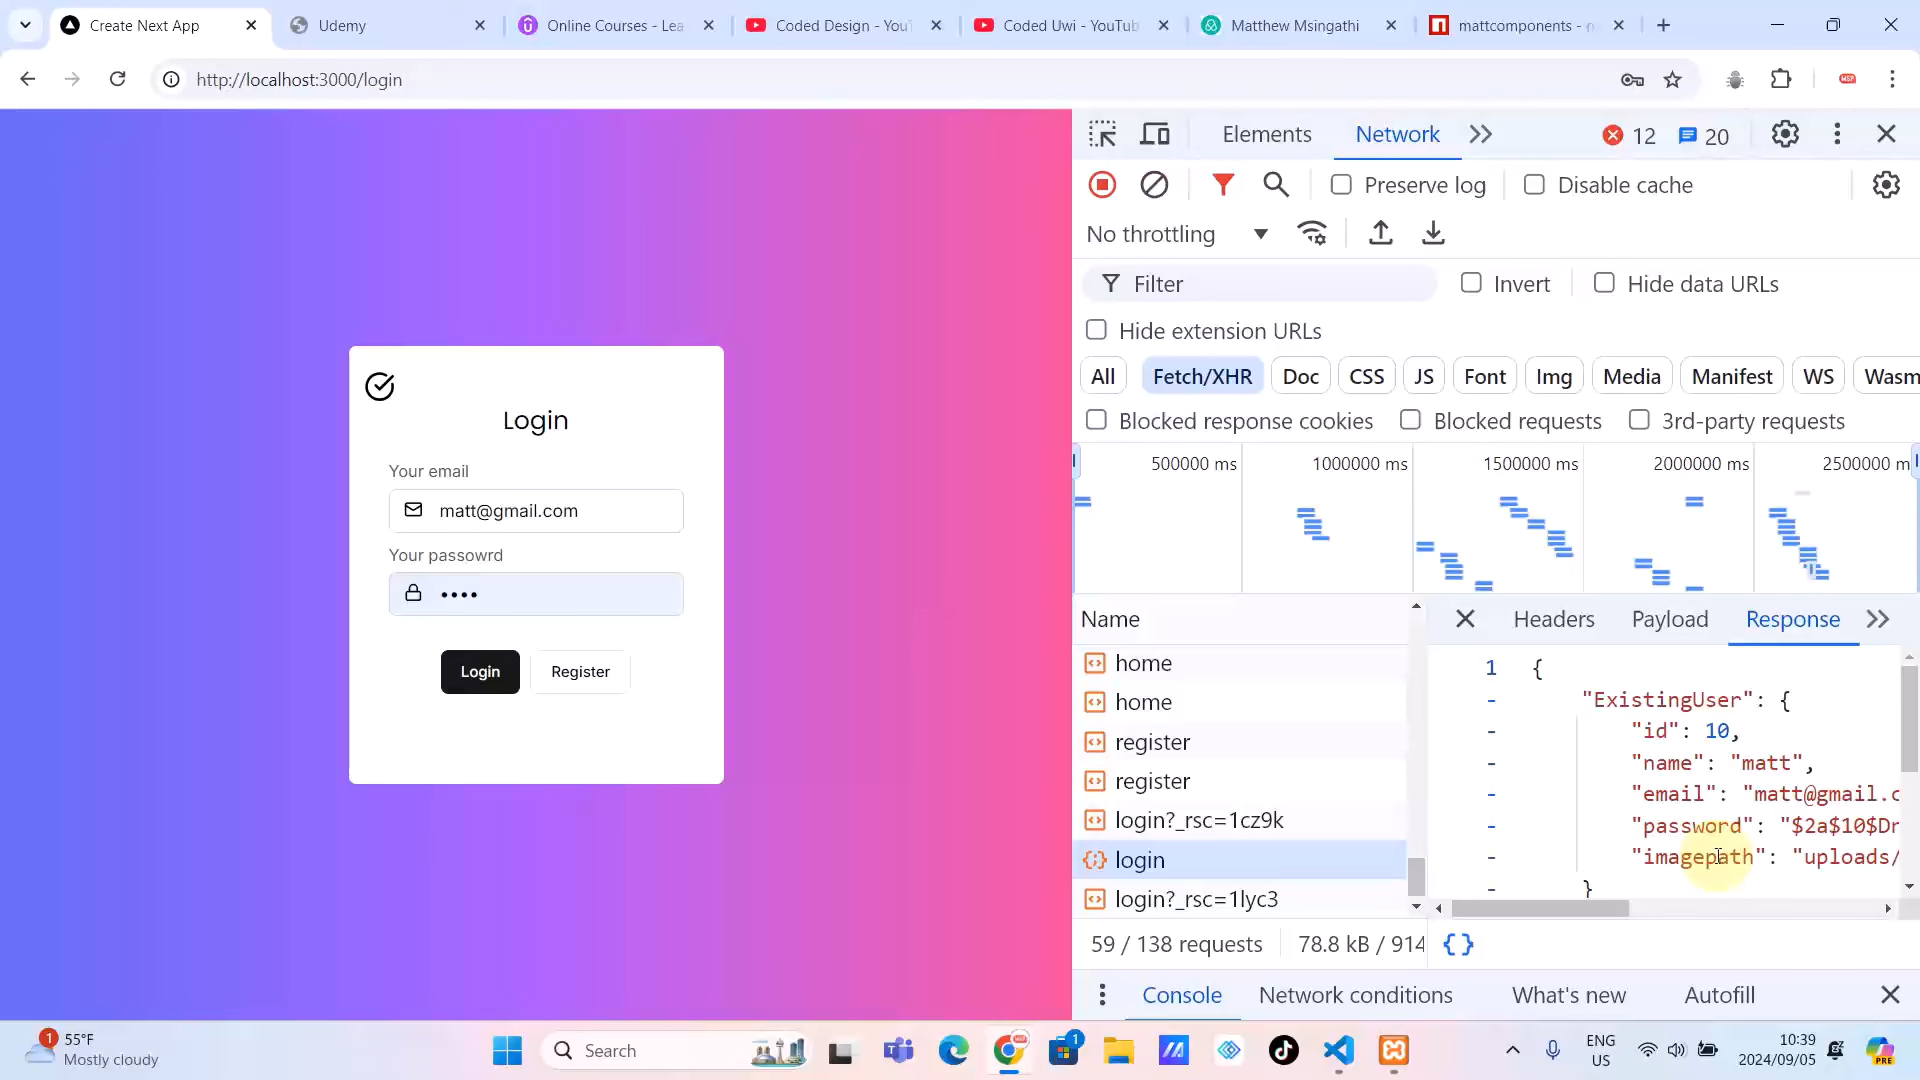 Create Next App
Udemy
Online Courses - Lea
Coded Design - YouT
Coded Uwi - YouTub
Matthew Msingathi
mattcomponents - n
http://localhost:3000/login
MSP
Elements
Network
12
20
Preserve log
Disable cache
No throttling
Filter
Invert
Hide data URLs
Hide extension URLs
All
Fetch/XHR
Doc
CSS
JS
Font
Img
Media
Manifest
WS
Wasm
Blocked response cookies
Blocked requests
3rd-party requests
500000 ms
1000000 ms
1500000 ms
2000000 ms
2500000 m
Login
Your email
matt@gmail.com
Your passowrd
••••
Login
Register
Name
home
home
register
register
login?_rsc=1cz9k
login
login?_rsc=1lyc3
Headers
Payload
Response
1 {
- "ExistingUser": {
- "id": 10,
- "name": "matt",
- "email": "matt@gmail.c
- "password": "$2a$10$Dr
- "imagepath": "uploads/
- }
59 / 138 requests
78.8 kB / 914
{ }
Console
Network conditions
What's new
Autofill
1
55°F
Mostly cloudy
Search
1
ENG
US
10:39
2024/09/05
PRE